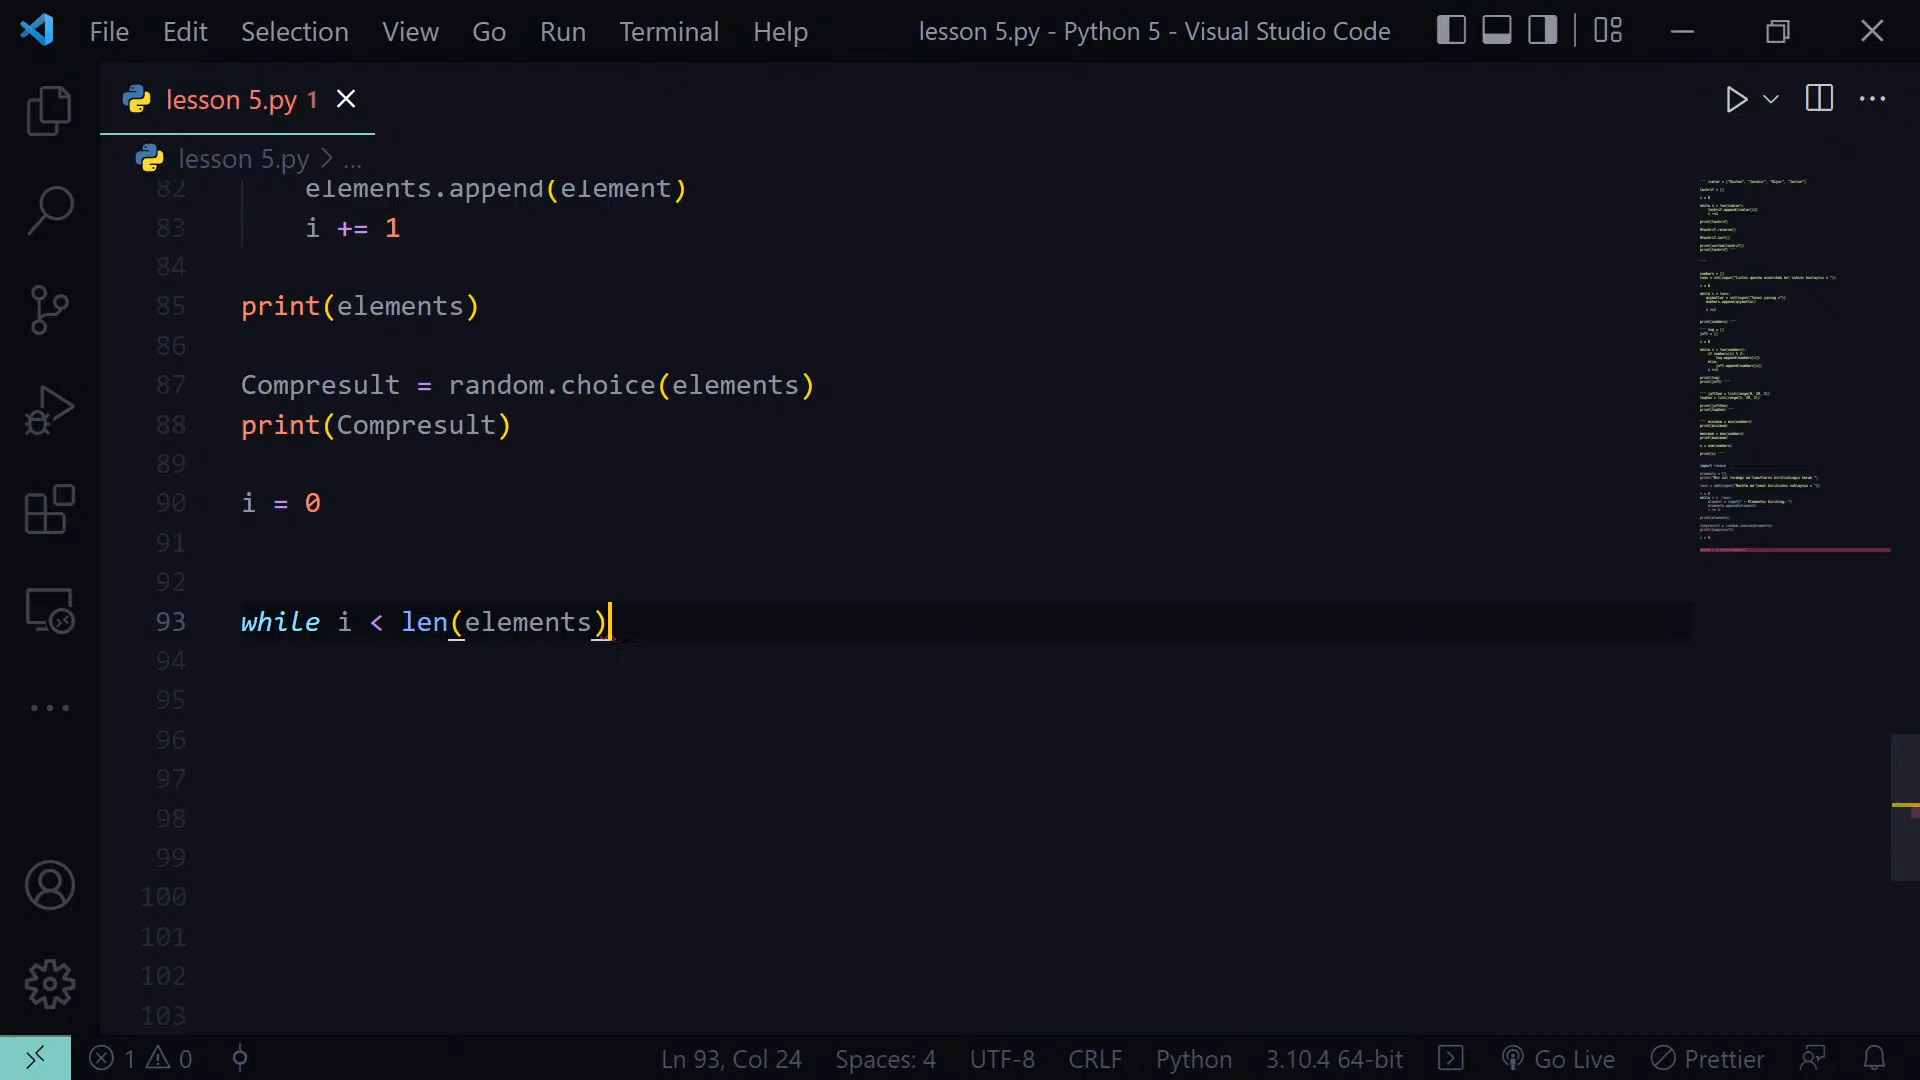 File Edit Selection View Go Run Terminal Help lesson 5.py - Python 5 - Visual Studio Code
lesson 5.py 1
lesson 5.py > ...
82 elements.append(element)
83 i += 1
84
85 print(elements)
86
87 Compresult = random.choice(elements)
88 print(Compresult)
89
90 i = 0
91
92
93 while i < len(elements)
94
95
96
97
98
99
100
101
102
103
1 0 Ln 93, Col 24 Spaces: 4 UTF-8 CRLF Python 3.10.4 64-bit Go Live Prettier